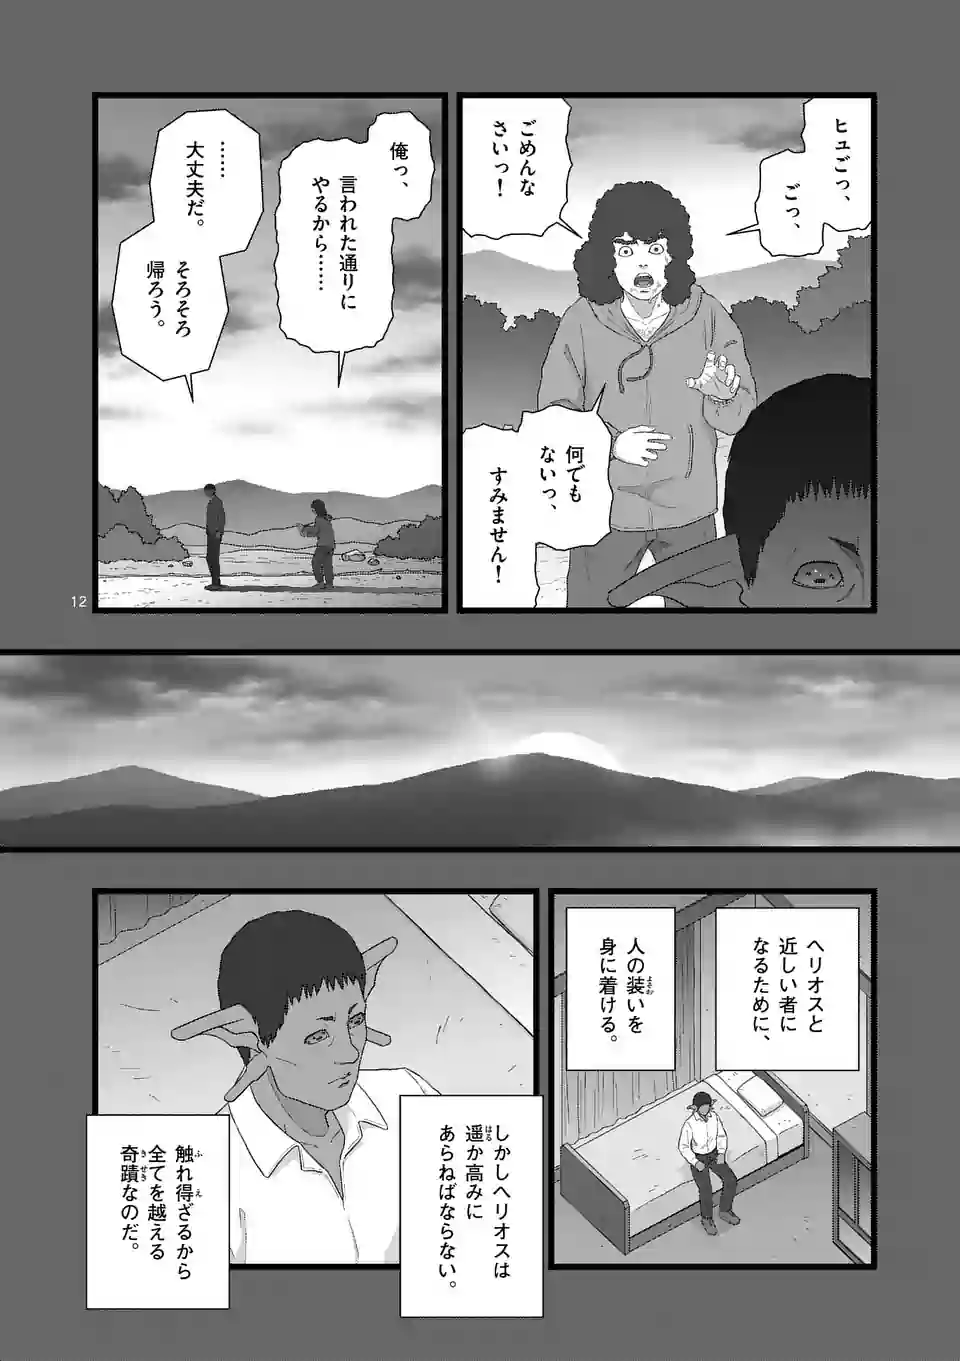 ヒュごっ、
ごっ、
ごめんな
さいっ！
何でも
ないっ、
すみません！
俺っ、
言われた通りに
やるから……
……
大丈夫だ。
そろそろ
帰ろう。
12
ヘリオスと
近しい者に
なるために、
人の装いを
身に着ける。
しかしヘリオスは
遥か高みに
あらねばならない。
触れ得ざるから
全てを越える
奇蹟なのだ。